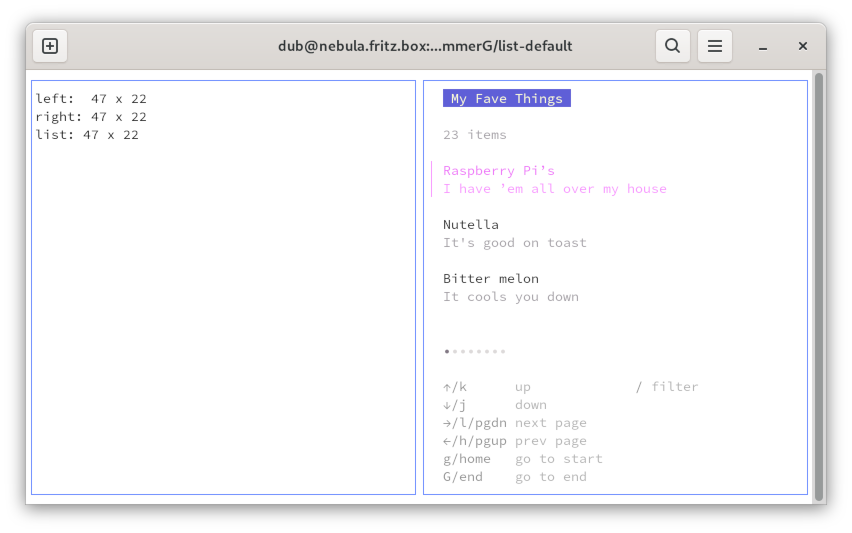 dub@nebula.fritz.box:...mmerG/list-default
left:  47 x 22
right: 47 x 22
list: 47 x 22
My Fave Things
23 items
Raspberry Pi’s
I have ’em all over my house
Nutella
It's good on toast
Bitter melon
It cools you down
••••••••
↑/k      up             / filter
↓/j      down
→/l/pgdn next page
←/h/pgup prev page
g/home   go to start
G/end    go to end